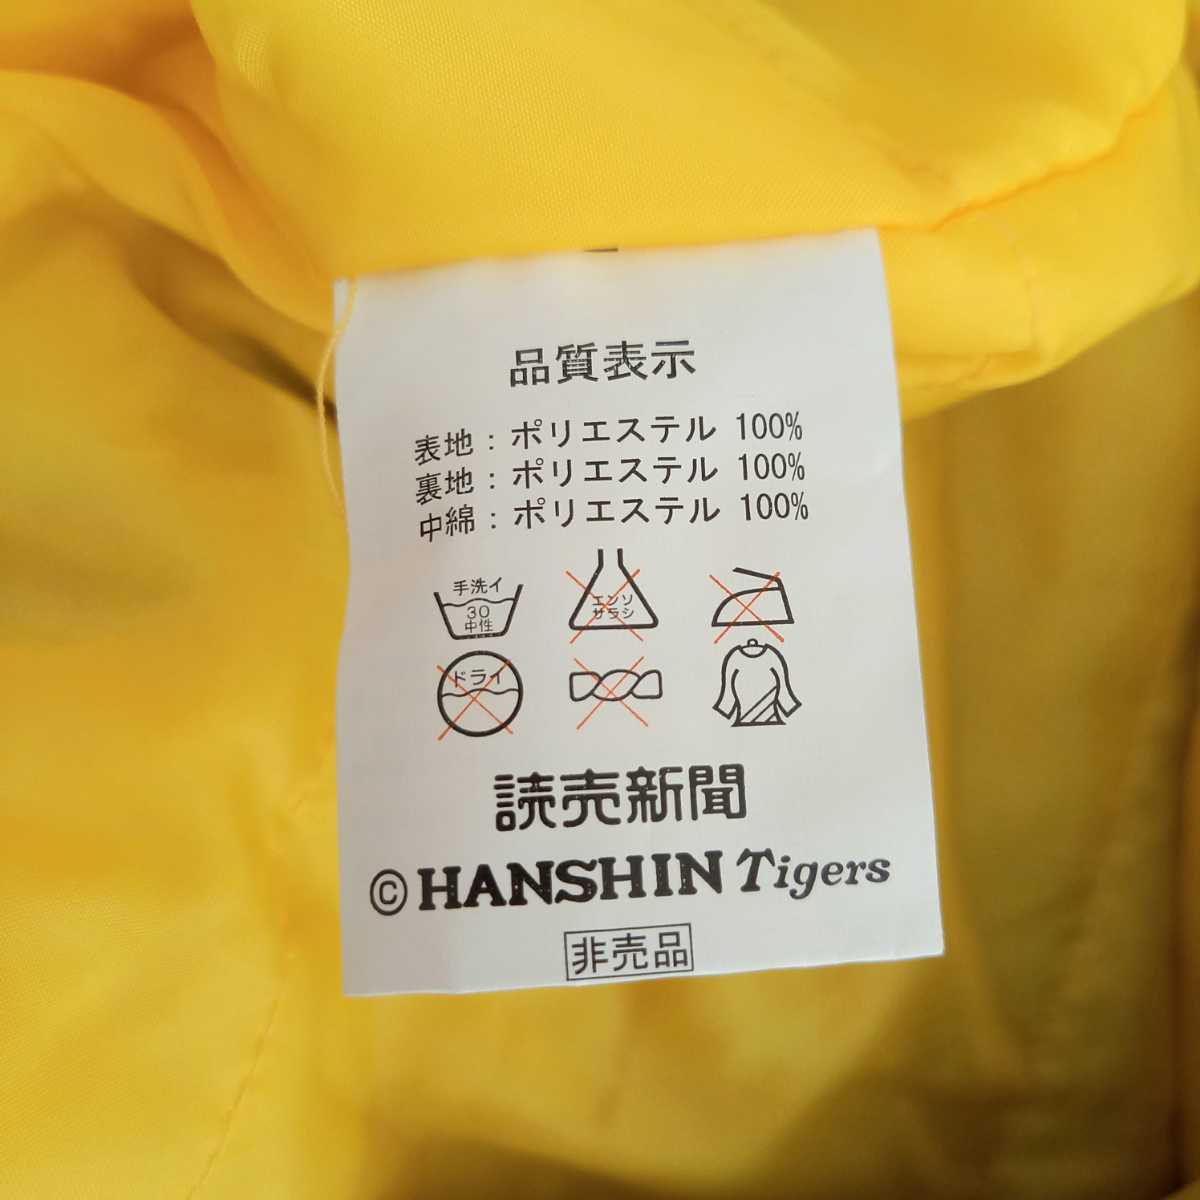 品質表示
表地：ポリエステル 100%
裏地：ポリエステル 100%
中綿：ポリエステル 100%
手洗イ
30
中性
エンソ
サラシ
ドライ
読売新聞
©HANSHIN Tigers
非売品